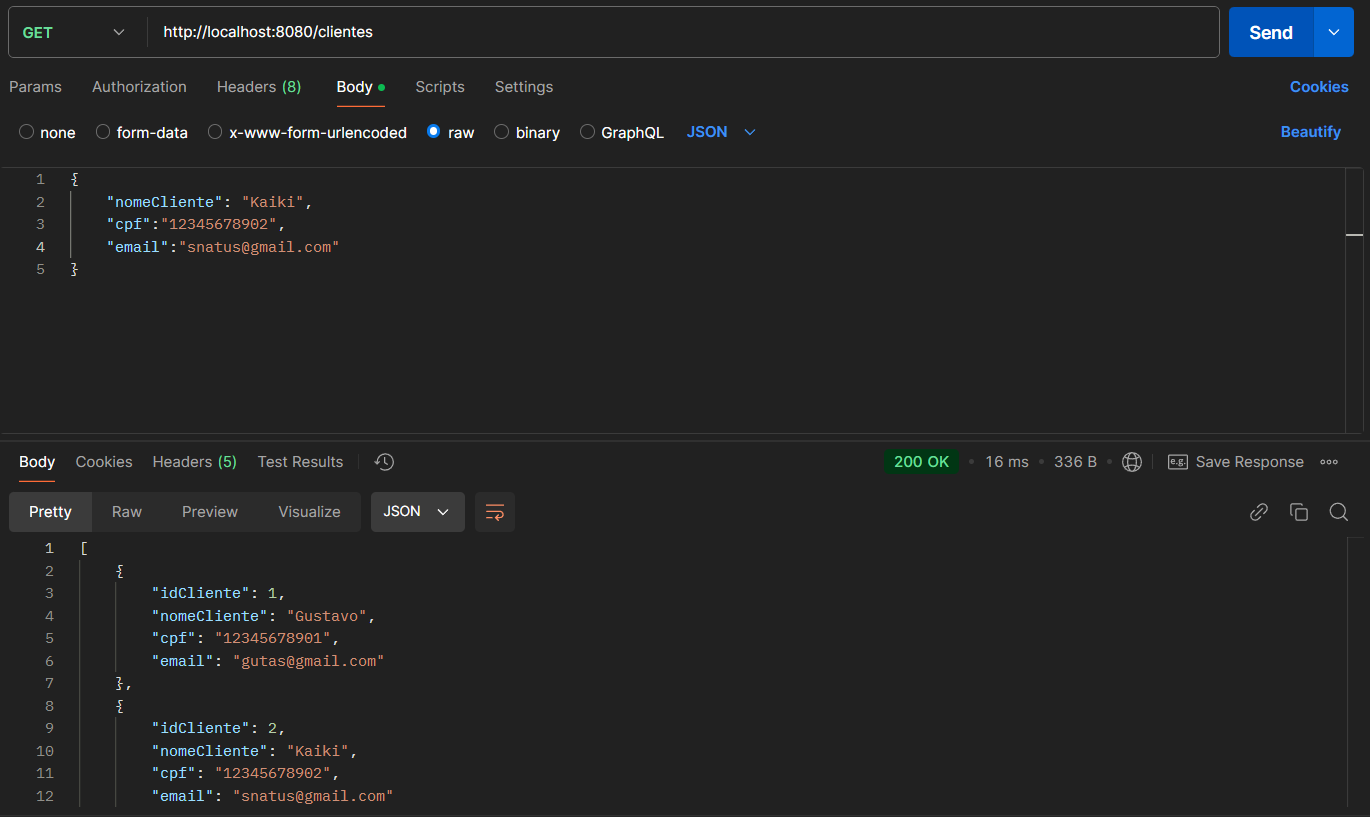 GET http://localhost:8080/clientes Send
Params Authorization Headers (8) Body Scripts Settings Cookies
none form-data x-www-form-urlencoded raw binary GraphQL JSON Beautify
1 {
2 "nomeCliente": "Kaiki",
3 "cpf":"12345678902",
4 "email":"snatus@gmail.com"
5 }
Body Cookies Headers (5) Test Results 200 OK • 16 ms • 336 B • e.g. Save Response
Pretty Raw Preview Visualize JSON
1 [
2 {
3 "idCliente": 1,
4 "nomeCliente": "Gustavo",
5 "cpf": "12345678901",
6 "email": "gutas@gmail.com"
7 },
8 {
9 "idCliente": 2,
10 "nomeCliente": "Kaiki",
11 "cpf": "12345678902",
12 "email": "snatus@gmail.com"